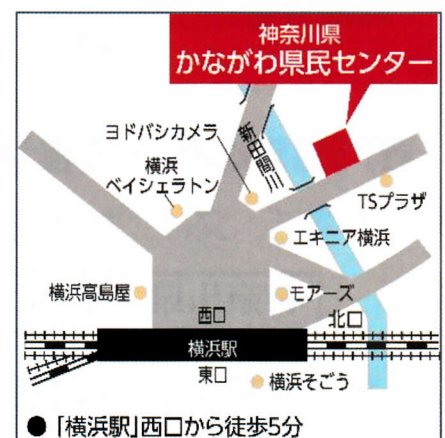 神奈川県
かながわ県民センター
ヨドバシカメラ
新田間川
横浜
ベイシェラトン
TSプラザ
エキニア横浜
横浜高島屋
モアーズ
西口
北口
横浜駅
東口
横浜そごう
● 「横浜駅」西口から徒歩5分